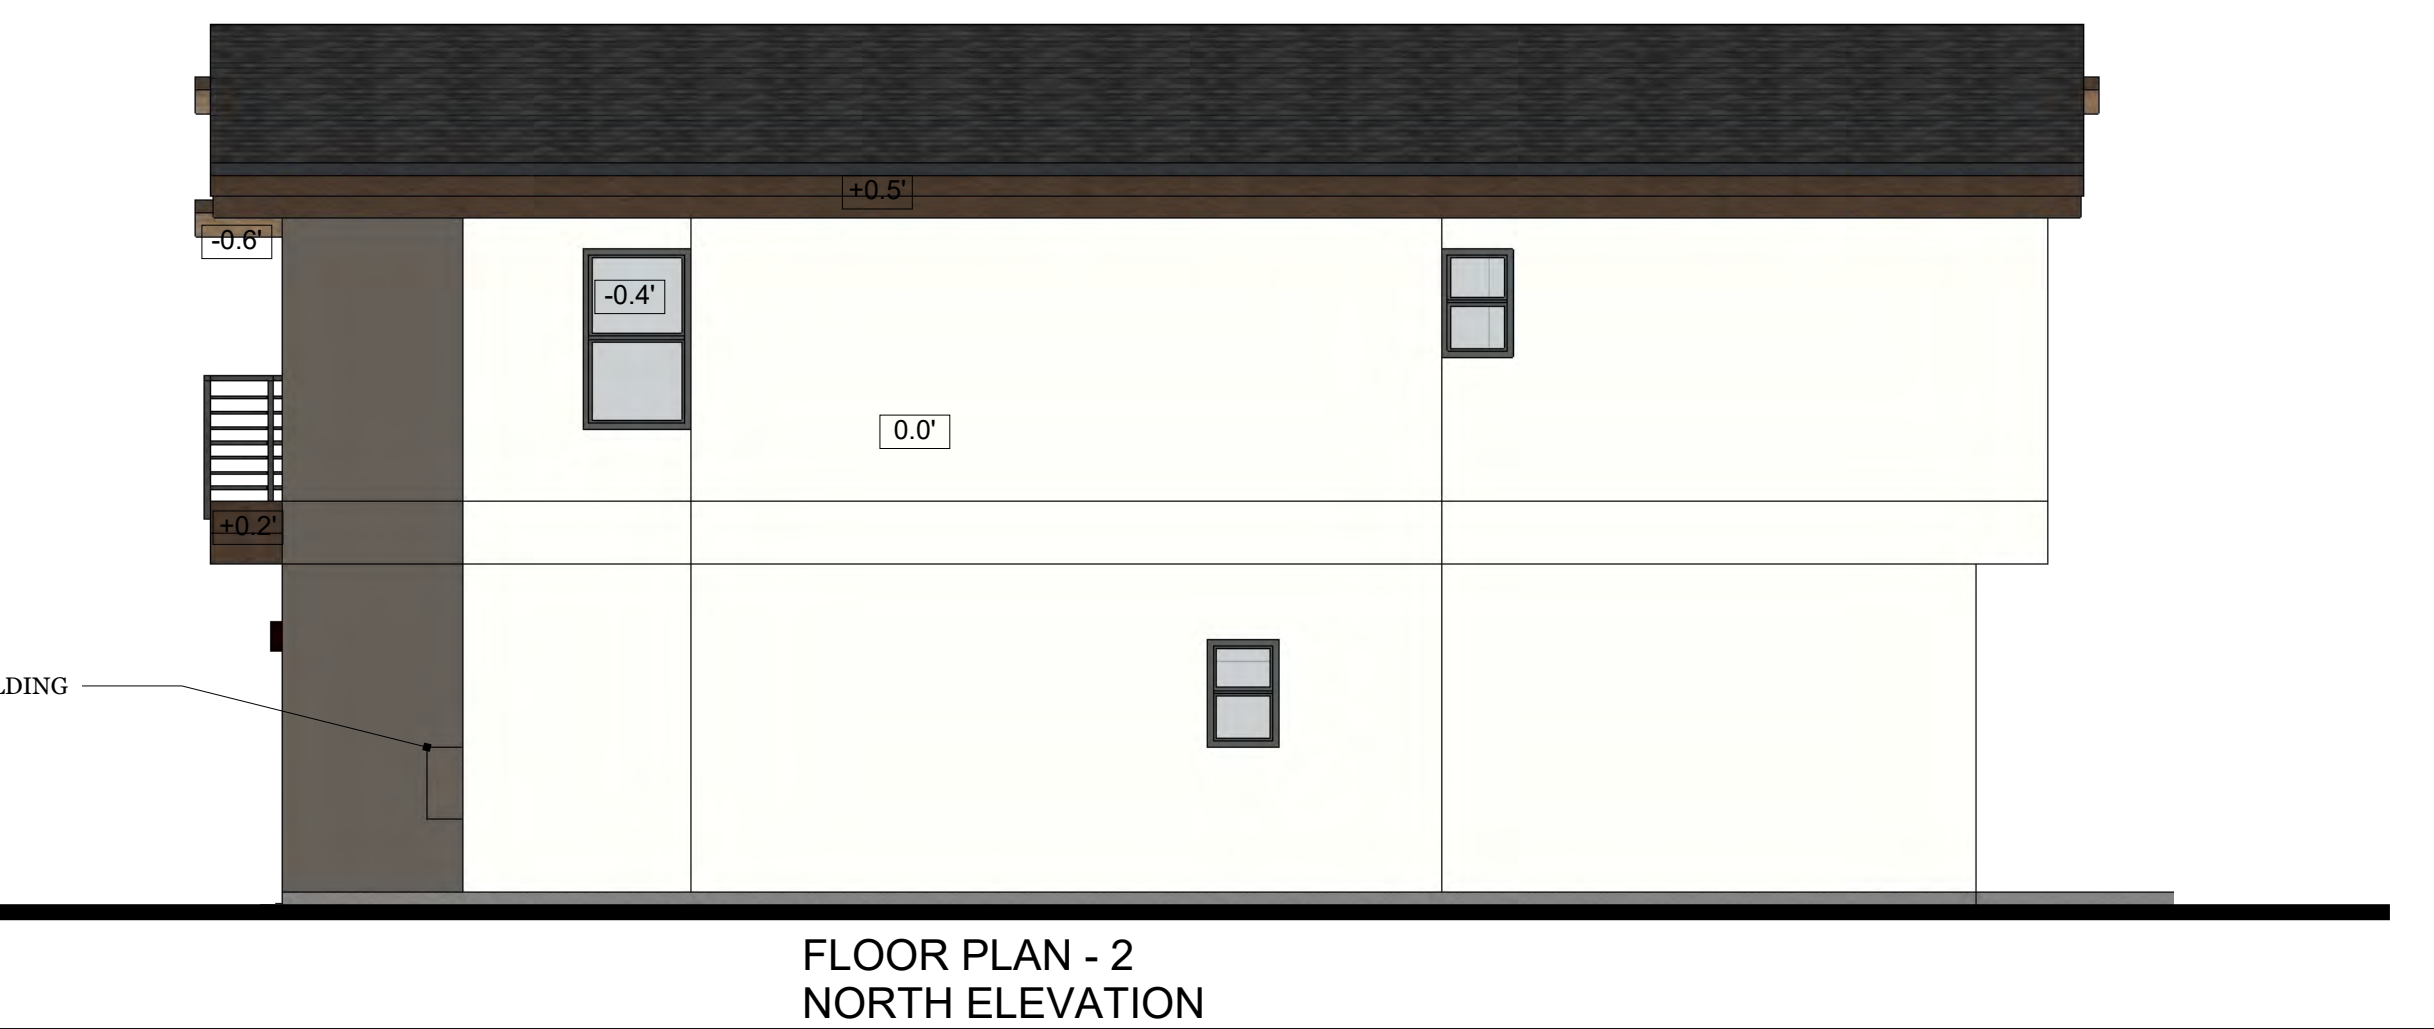 +0.5'
-0.6'
-0.4'
0.0'
+0.2'
LDING
FLOOR PLAN - 2
NORTH ELEVATION